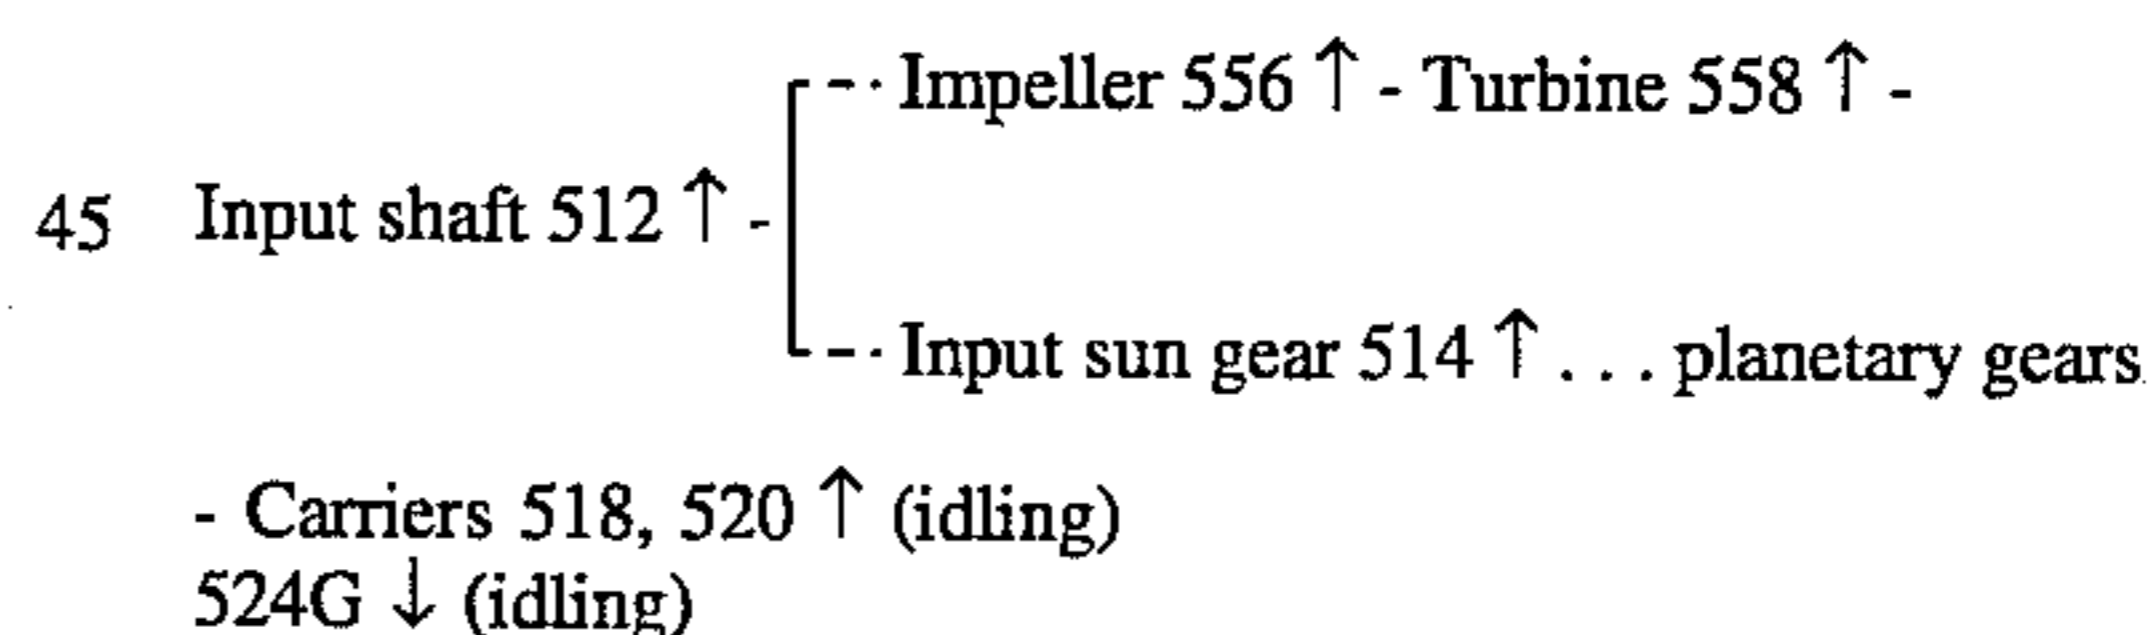 Impeller 556 ↑ - Turbine 558 ↑ -
45 Input shaft 512 ↑ -
Input sun gear 514 ↑ . . . planetary gears
- Carriers 518, 520 ↑ (idling)
524G ↓ (idling)